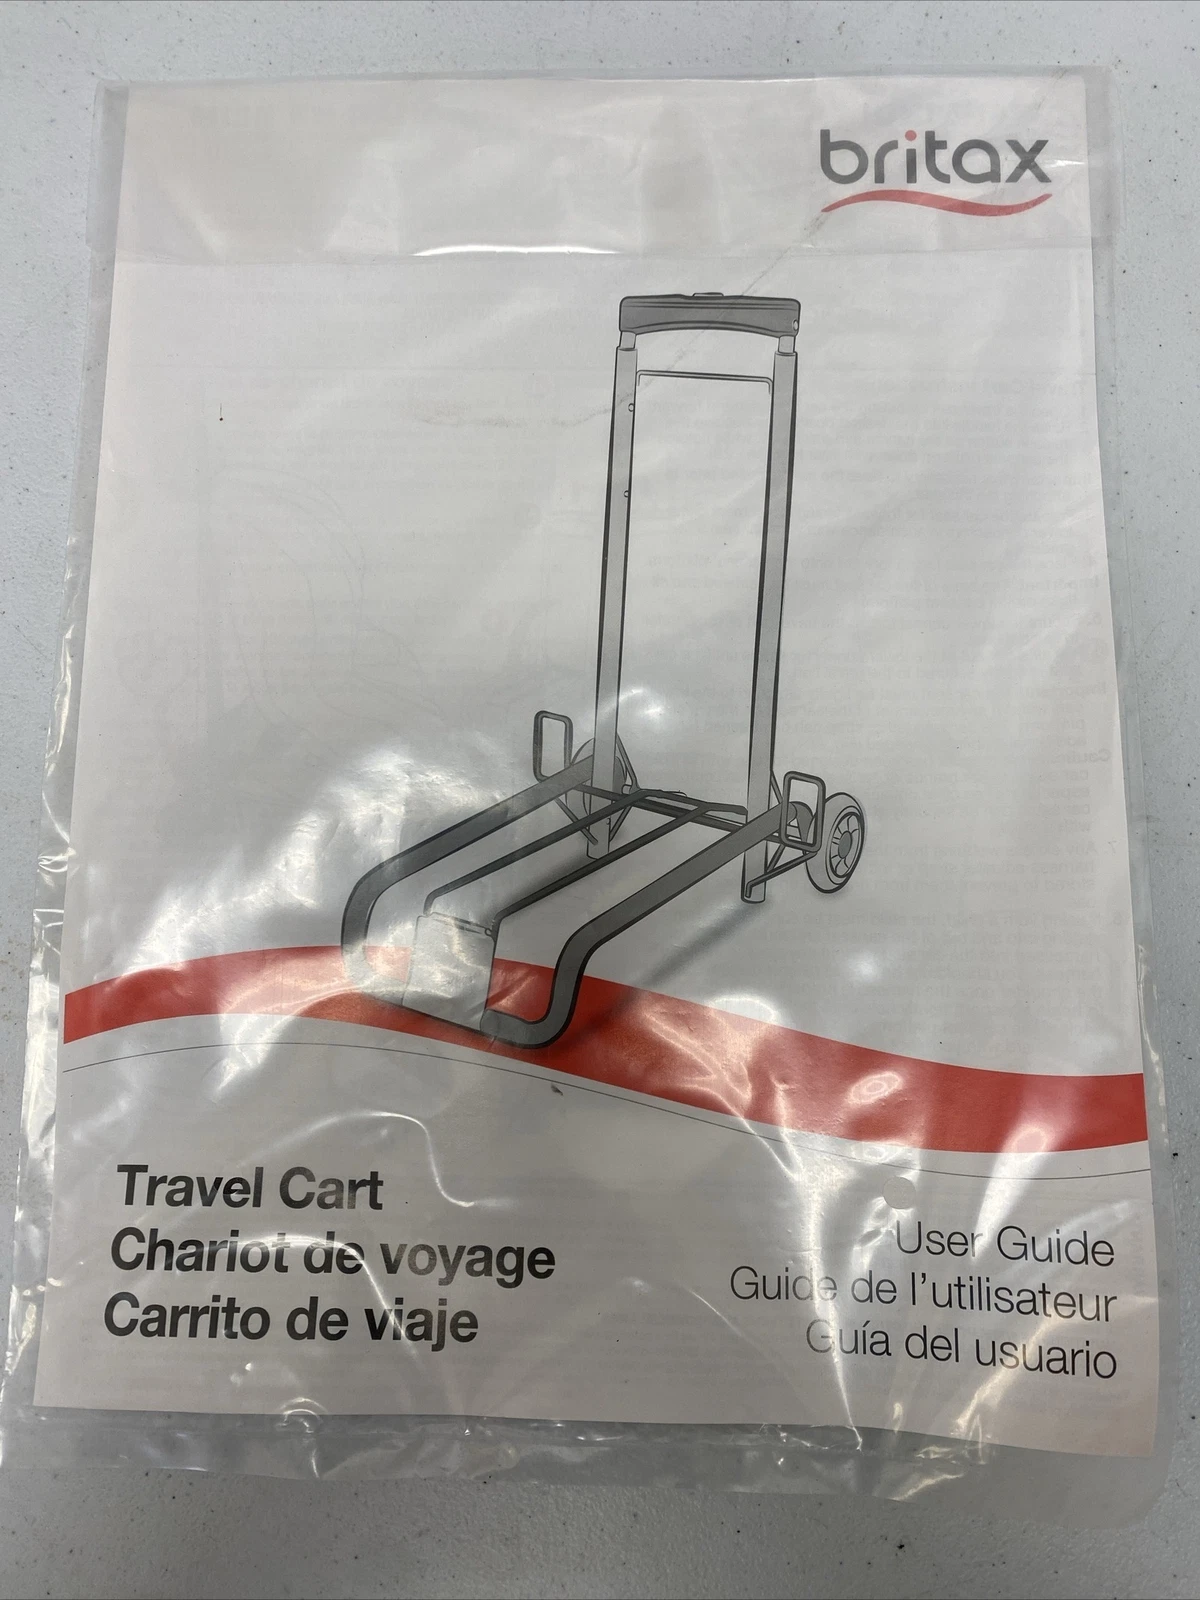 britax
Travel Cart
Chariot de voyage
Carrito de viaje
User Guide
Guide de l'utilisateur
Guía del usuario